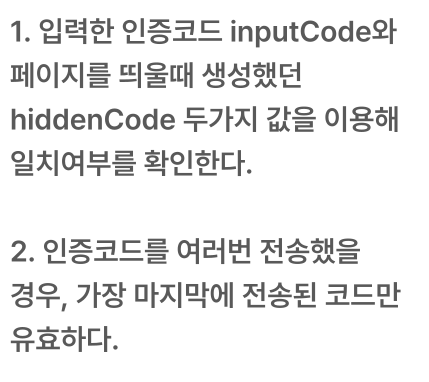 1. 입력한 인증코드 inputCode와
페이지를 띄울때 생성했던
hiddenCode 두가지 값을 이용해
일치여부를 확인한다.
2. 인증코드를 여러번 전송했을
경우, 가장 마지막에 전송된 코드만
유효하다.